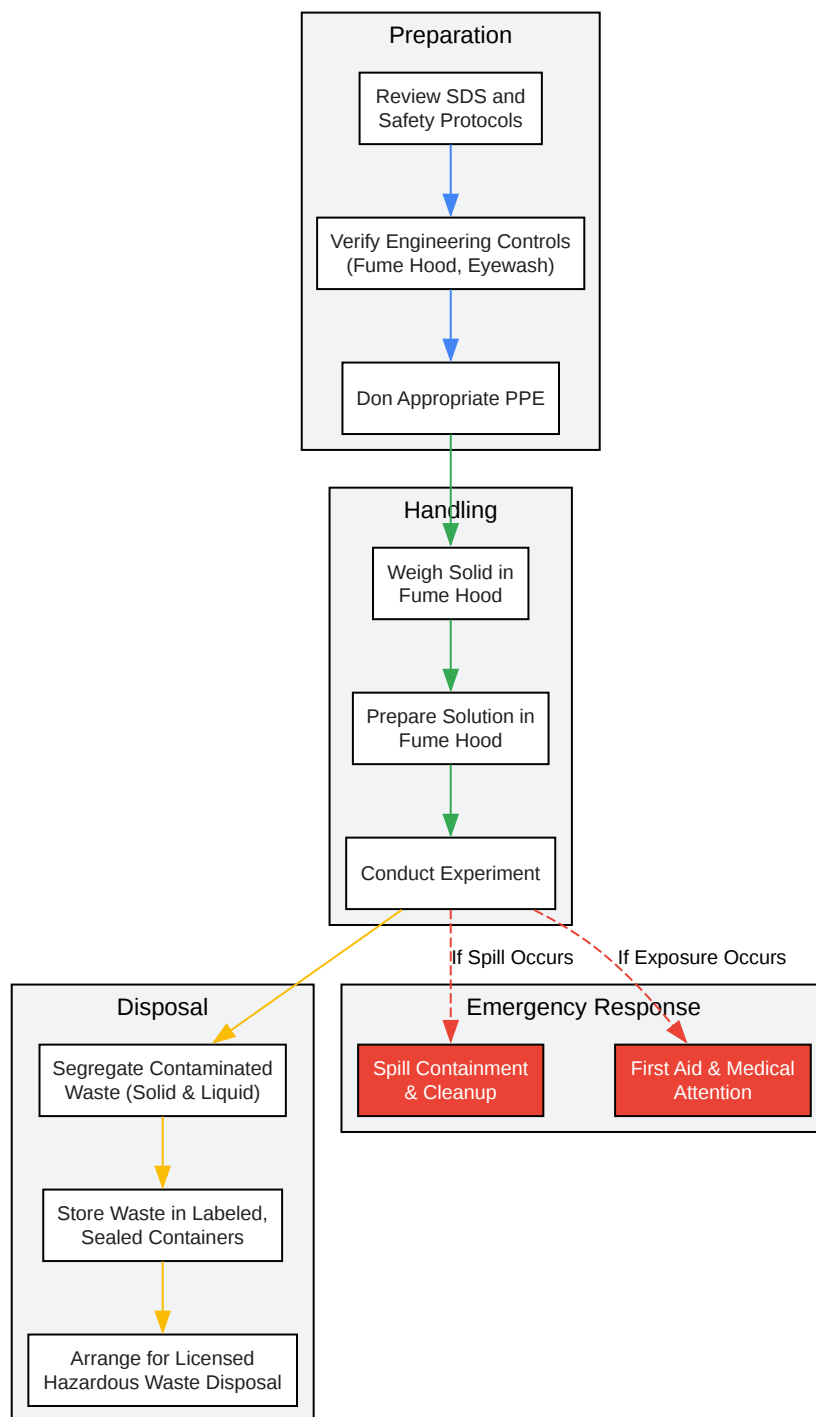 Preparation
Review SDS and
Safety Protocols
Verify Engineering Controls
(Fume Hood, Eyewash)
Don Appropriate PPE
Handling
Weigh Solid in
Fume Hood
Prepare Solution in
Fume Hood
Conduct Experiment
If Spill Occurs
If Exposure Occurs
Disposal
Segregate Contaminated
Waste (Solid & Liquid)
Store Waste in Labeled,
Sealed Containers
Arrange for Licensed
Hazardous Waste Disposal
Emergency Response
Spill Containment
& Cleanup
First Aid & Medical
Attention